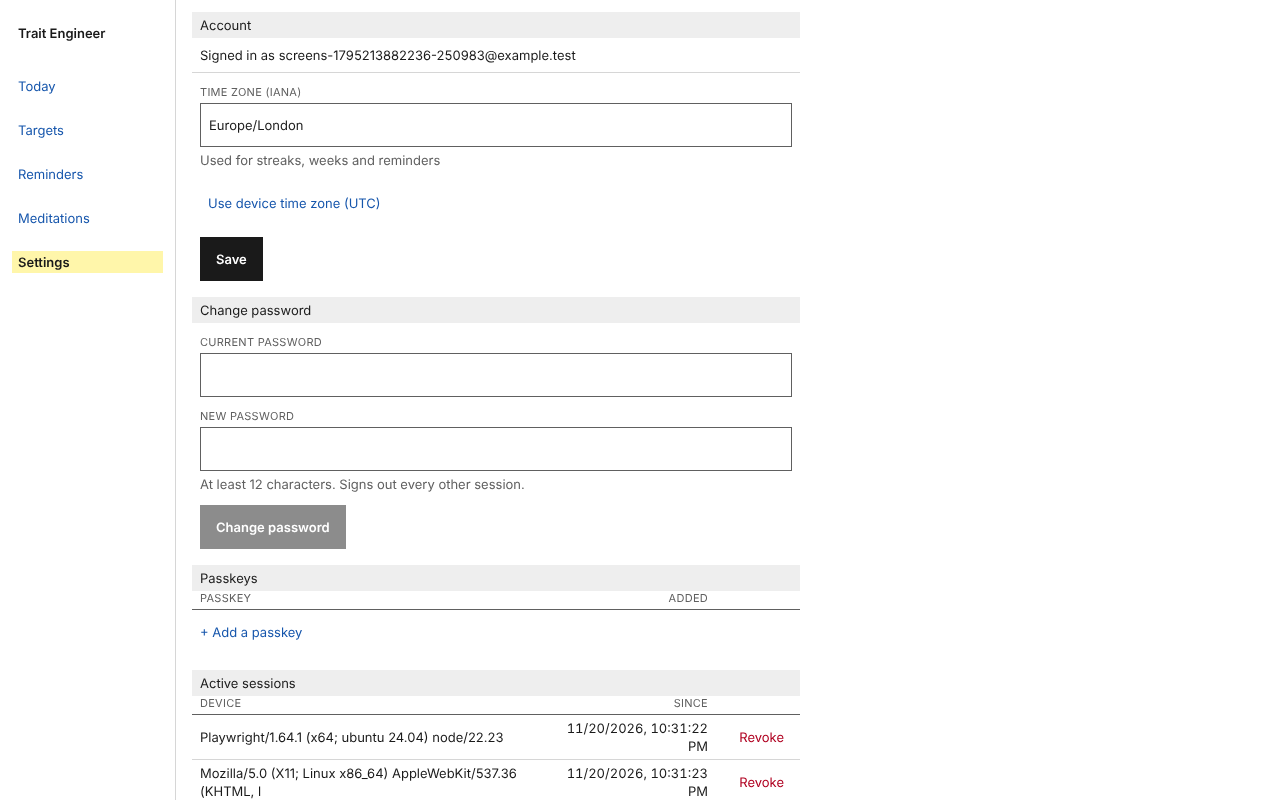 Trait Engineer
Today
Targets
Reminders
Meditations
Settings
Account
Signed in as screens-1795213882236-250983@example.test
TIME ZONE (IANA)
Europe/London
Used for streaks, weeks and reminders
Use device time zone (UTC)
Save
Change password
CURRENT PASSWORD
NEW PASSWORD
At least 12 characters. Signs out every other session.
Change password
Passkeys
PASSKEY ADDED
+ Add a passkey
Active sessions
DEVICE SINCE
Playwright/1.64.1 (x64; ubuntu 24.04) node/22.23 11/20/2026, 10:31:22 PM Revoke
Mozilla/5.0 (X11; Linux x86_64) AppleWebKit/537.36 (KHTML, l 11/20/2026, 10:31:23 PM Revoke